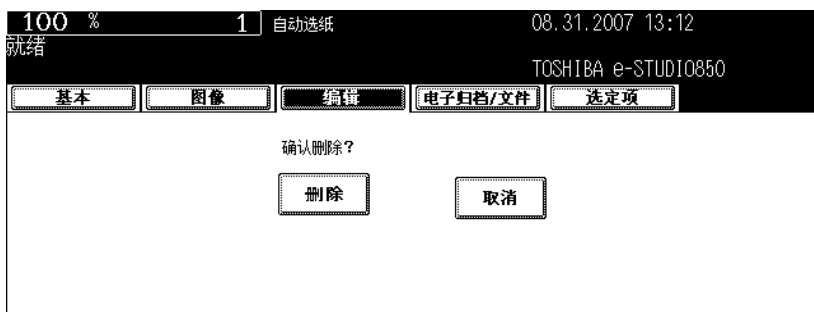 100 % 1 自动选纸 08.31.2007 13:12
就绪
TOSHIBA e-STUDIO850
基本 图像 编辑 电子归档/文件 选定项
确认删除?
删除 取消